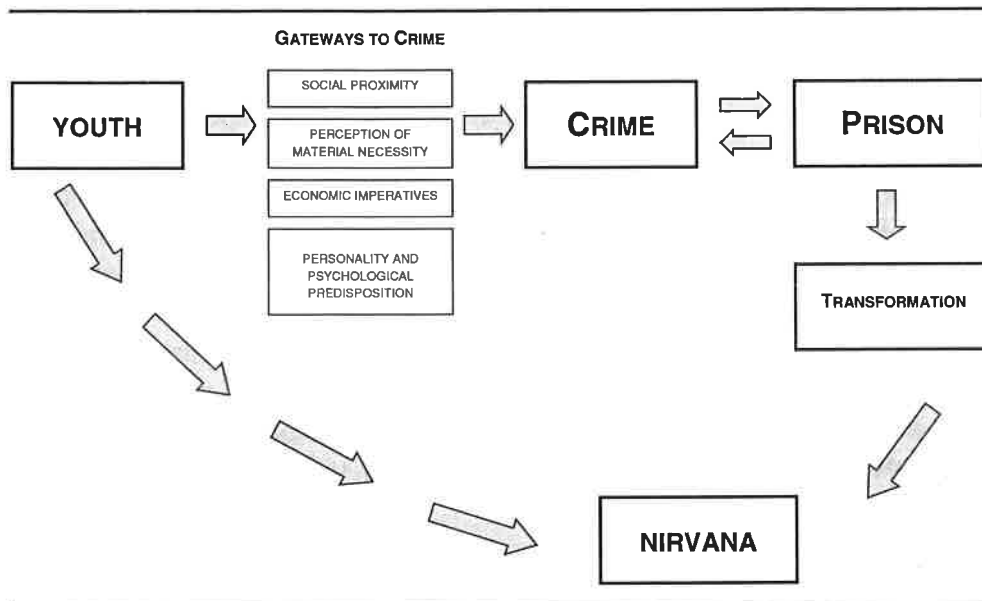 GATEWAYS TO CRIME
SOCIAL PROXIMITY
YOUTH
PERCEPTION OF
MATERIAL NECESSITY
CRIME
PRISON
ECONOMIC IMPERATIVES
PERSONALITY AND
PSYCHOLOGICAL
PREDISPOSITION
TRANSFORMATION
NIRVANA